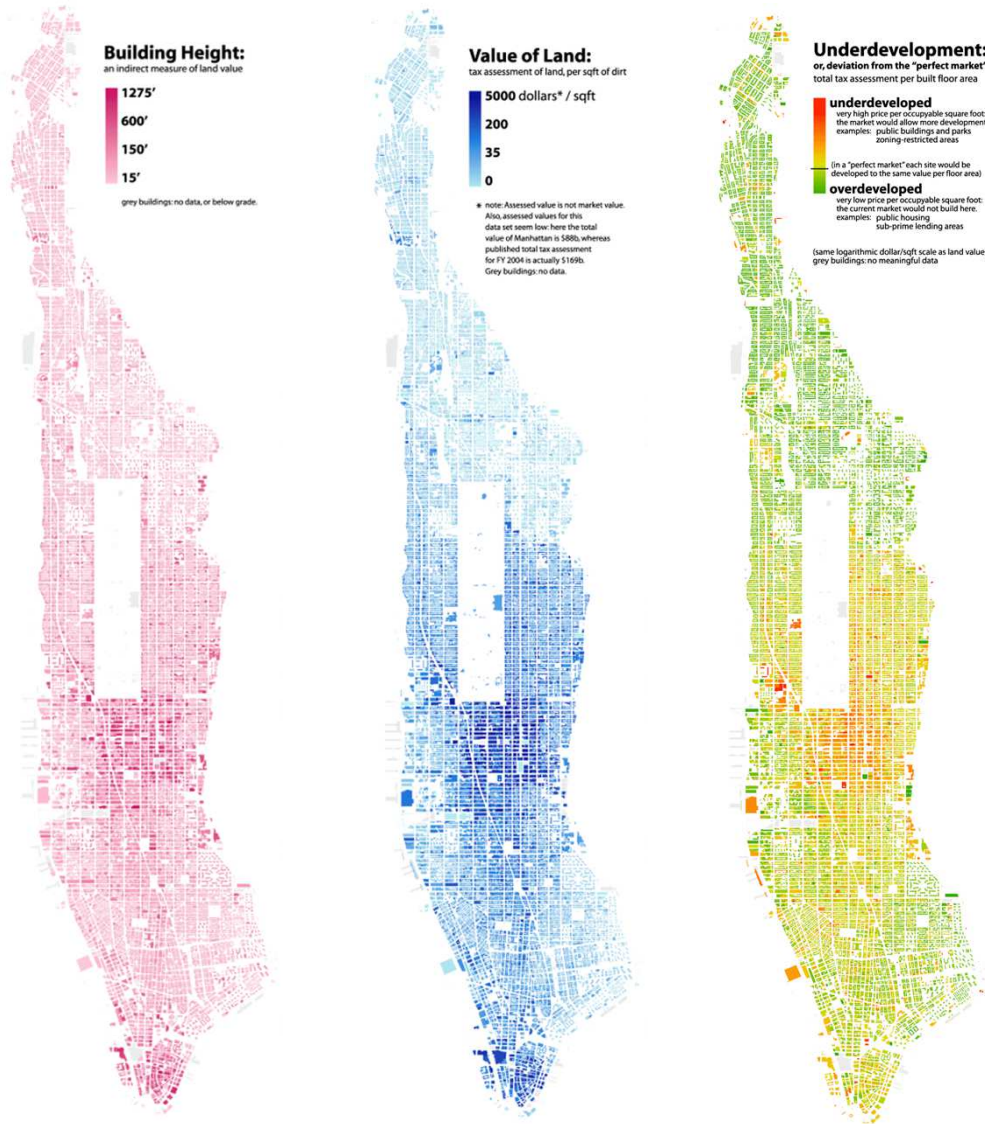 Building Height:
an indirect measure of land value
1275'
600'
150'
15'
grey buildings: no data, or below grade.
Value of Land:
tax assessment of land, per sqft of dirt
5000 dollars* / sqft
200
35
0
* note: Assessed value is not market value.
Also, assessed values for this
data set seem low: here the total
value of Manhattan is $88b, whereas
published total tax assessment
for FY 2004 is actually $169b.
Grey buildings: no data.
Underdevelopment:
or, deviation from the "perfect market"
total tax assessment per built floor area
underdeveloped
very high price per occupyable square foot:
the market would allow more development
examples: public buildings and parks
zoning-restricted areas
(in a "perfect market" each site would be
developed to the same value per floor area)
overdeveloped
very low price per occupyable square foot:
the current market would not build here.
examples: public housing
sub-prime lending areas
(same logarithmic dollar/sqft scale as land value
grey buildings: no meaningful data